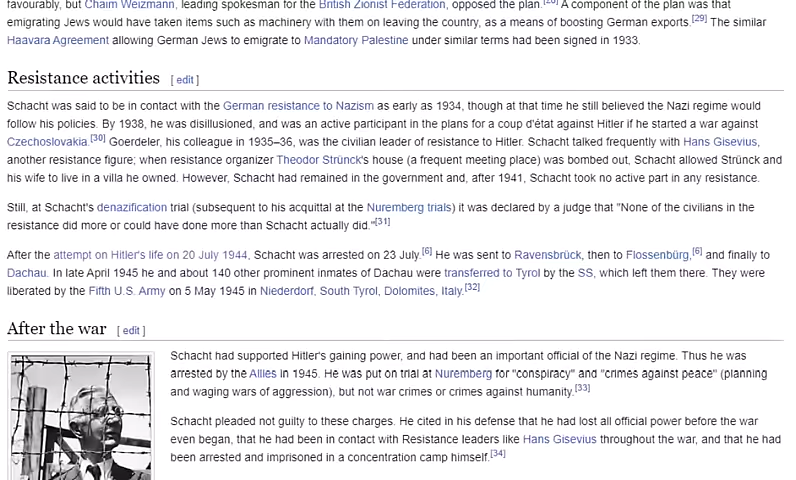 favourably, but Chaim Weizmann, leading spokesman for the British Zionist Federation, opposed the plan.[28] A component of the plan was that
emigrating Jews would have taken items such as machinery with them on leaving the country, as a means of boosting German exports.[29] The similar
Haavara Agreement allowing German Jews to emigrate to Mandatory Palestine under similar terms had been signed in 1933.
Resistance activities [ edit ]
Schacht was said to be in contact with the German resistance to Nazism as early as 1934, though at that time he still believed the Nazi regime would
follow his policies. By 1938, he was disillusioned, and was an active participant in the plans for a coup d'état against Hitler if he started a war against
Czechoslovakia.[30] Goerdeler, his colleague in 1935–36, was the civilian leader of resistance to Hitler. Schacht talked frequently with Hans Gisevius,
another resistance figure; when resistance organizer Theodor Strünck's house (a frequent meeting place) was bombed out, Schacht allowed Strünck and
his wife to live in a villa he owned. However, Schacht had remained in the government and, after 1941, Schacht took no active part in any resistance.
Still, at Schacht's denazification trial (subsequent to his acquittal at the Nuremberg trials) it was declared by a judge that "None of the civilians in the
resistance did more or could have done more than Schacht actually did."[31]
After the attempt on Hitler's life on 20 July 1944, Schacht was arrested on 23 July.[6] He was sent to Ravensbrück, then to Flossenbürg,[6] and finally to
Dachau. In late April 1945 he and about 140 other prominent inmates of Dachau were transferred to Tyrol by the SS, which left them there. They were
liberated by the Fifth U.S. Army on 5 May 1945 in Niederdorf, South Tyrol, Dolomites, Italy.[32]
After the war [ edit ]
Schacht had supported Hitler's gaining power, and had been an important official of the Nazi regime. Thus he was
arrested by the Allies in 1945. He was put on trial at Nuremberg for "conspiracy" and "crimes against peace" (planning
and waging wars of aggression), but not war crimes or crimes against humanity.[33]
Schacht pleaded not guilty to these charges. He cited in his defense that he had lost all official power before the war
even began, that he had been in contact with Resistance leaders like Hans Gisevius throughout the war, and that he had
been arrested and imprisoned in a concentration camp himself.[34]